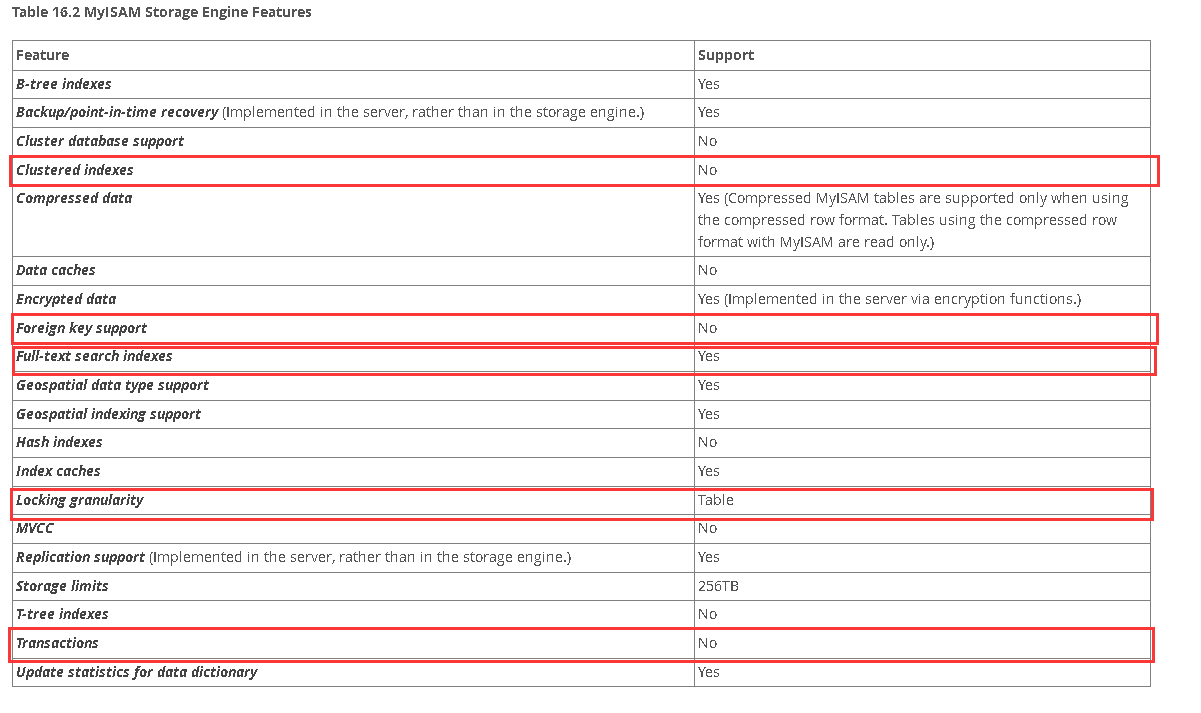 Table 16.2 MyISAM Storage Engine Features
Feature Support
B-tree indexes Yes
Backup/point-in-time recovery (Implemented in the server, rather than in the storage engine.) Yes
Cluster database support No
Clustered indexes No
Compressed data Yes (Compressed MyISAM tables are supported only when using
the compressed row format. Tables using the compressed row
format with MyISAM are read only.)
Data caches No
Encrypted data Yes (Implemented in the server via encryption functions.)
Foreign key support No
Full-text search indexes Yes
Geospatial data type support Yes
Geospatial indexing support Yes
Hash indexes No
Index caches Yes
Locking granularity Table
MVCC No
Replication support (Implemented in the server, rather than in the storage engine.) Yes
Storage limits 256TB
T-tree indexes No
Transactions No
Update statistics for data dictionary Yes